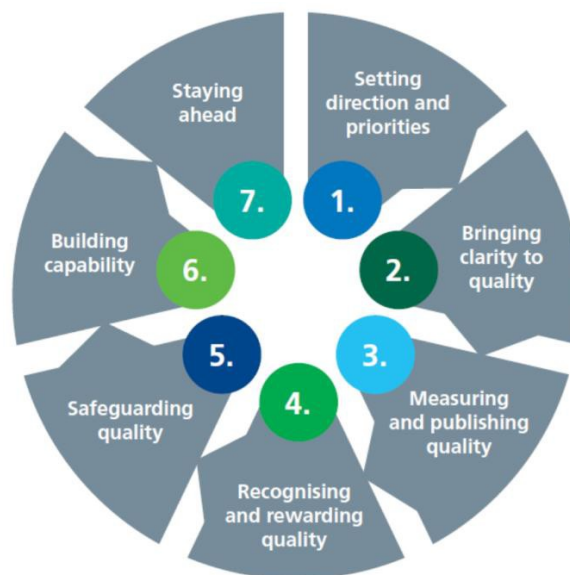 1.
Setting
direction and
priorities
2.
Bringing
clarity to
quality
3.
Measuring
and publishing
quality
4.
Recognising
and rewarding
quality
5.
Safeguarding
quality
6.
Building
capability
7.
Staying
ahead